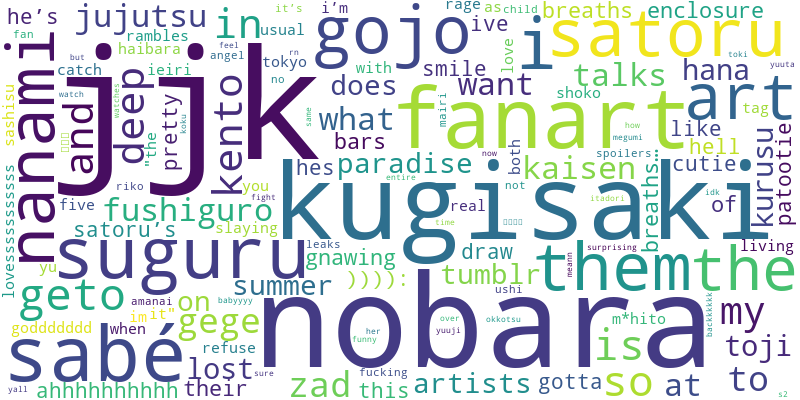 he's
jujutsu
in
gojo
i'm
rage
as
child
it's
breaths
enclosure
fan
rambles
haibara
usual
ive
i
satoru
yall
but
catch
ieiri
feel
angel
rn
tokyo
with
smile
love
talks
hana
toki
yuuta
sashisu
nanami
jjk
and
deep
"the
pretty
kento
watch
watches
koku
no
does
want
shoko
fanart
art
tag
what
same
mairi
how
megumi
like
hell
bars
now
both
spoilers
kurusu
patootie
lovesssssssssssss
riko
you
fight
hes
paradise
entire
not
kaisen
breaths…
cutie
of
idk
five
fushiguro
kugisaki
real
itadori
satoru's
slaying
time
yu
suguru
leaks
gnawing
draw
surprising
living
them
the
meann
geto
amanai
babyyyy
summer
)))):
tumblr
ushi
backkkkkk
on
im
it"
gege
nobara
her
funny
over
yuuji
okkotsu
m*hito
my
goddddddd
when
sabé
refuse
is
toji
lost
sure
fucking
ahhhhhhhhhh
their
zad
this
artists
gotta
so
at
to
s2